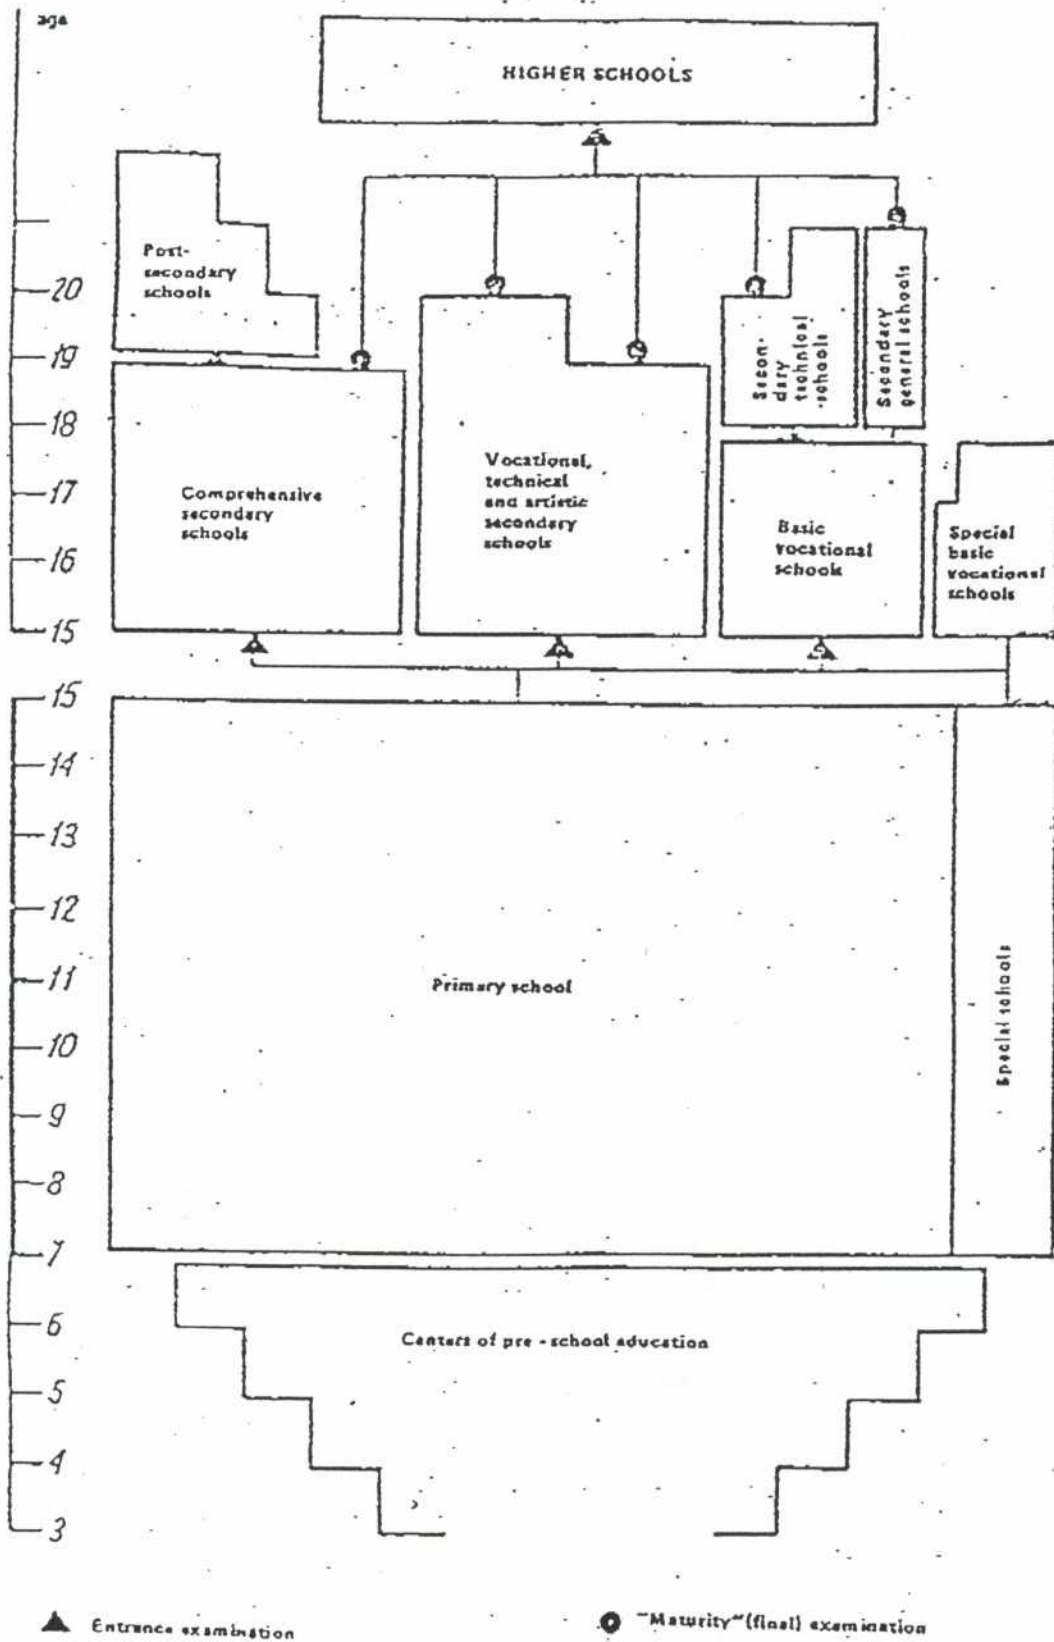 age
HIGHER SCHOOLS
Post-
secondary
schools
20
19
18
17
16
15
Comprehensive
secondary
schools
Vocational,
technical
and artistic
secondary
schools
Secon-
dary
technical
schools
Secondary
general schools
Basic
vocational
school
Special
basic
vocational
schools
15
14
13
12
11
10
9
8
7
Primary school
Special schools
6
5
4
3
Centers of pre - school education
Entrance examination
"Maturity" (final) examination